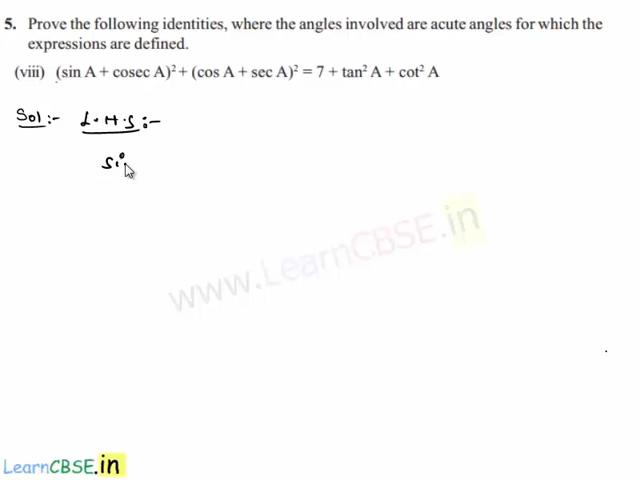 5. Prove the following identities, where the angles involved are acute angles for which the
expressions are defined.
(viii) (sin A + cosec A)² + (cos A + sec A)² = 7 + tan² A + cot² A
Sol :- L.H.S :-
si
www.LearnCBSE.in
LearnCBSE.in